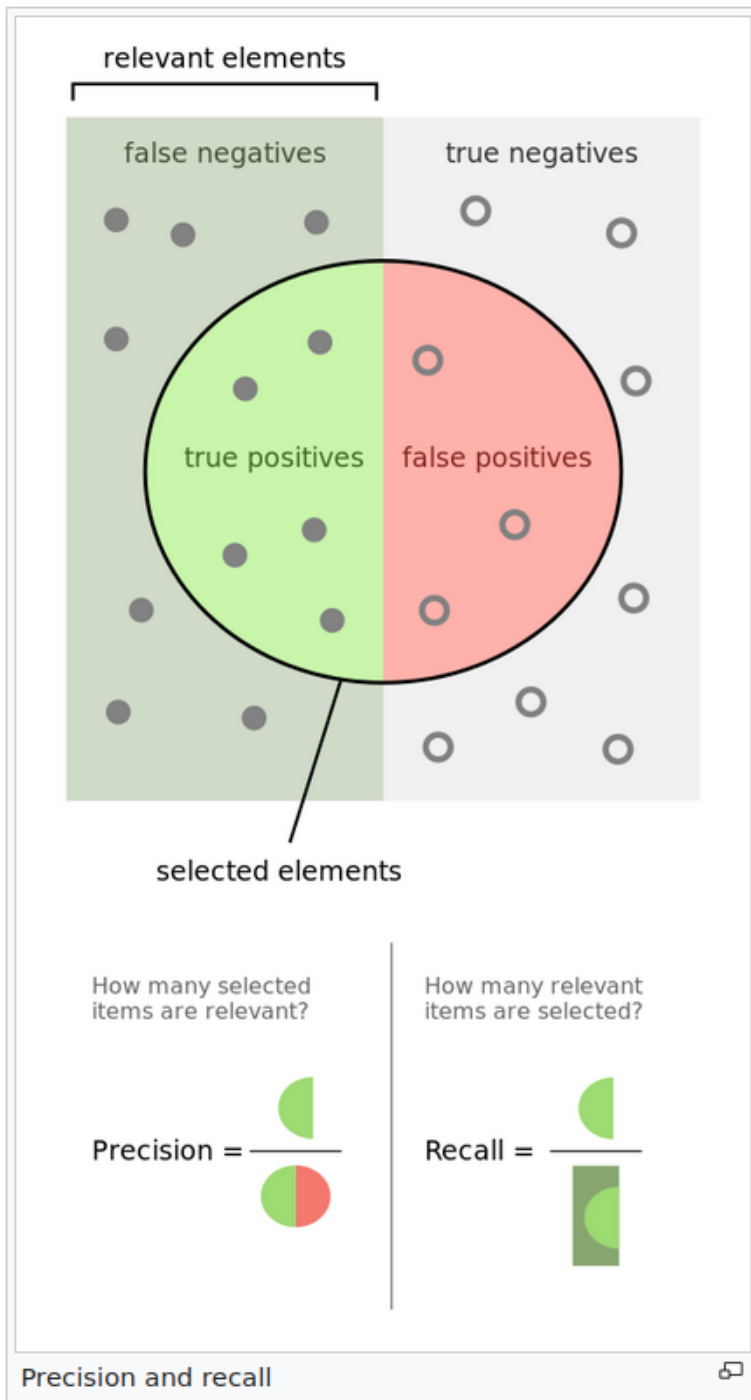 relevant elements
false negatives
true negatives
true positives
false positives
selected elements
How many selected
items are relevant?
Precision =
How many relevant
items are selected?
Recall =
Precision and recall